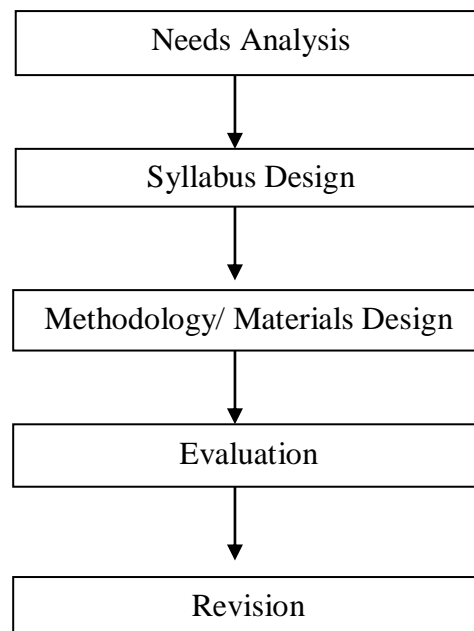 Needs Analysis
Syllabus Design
Methodology/ Materials Design
Evaluation
Revision